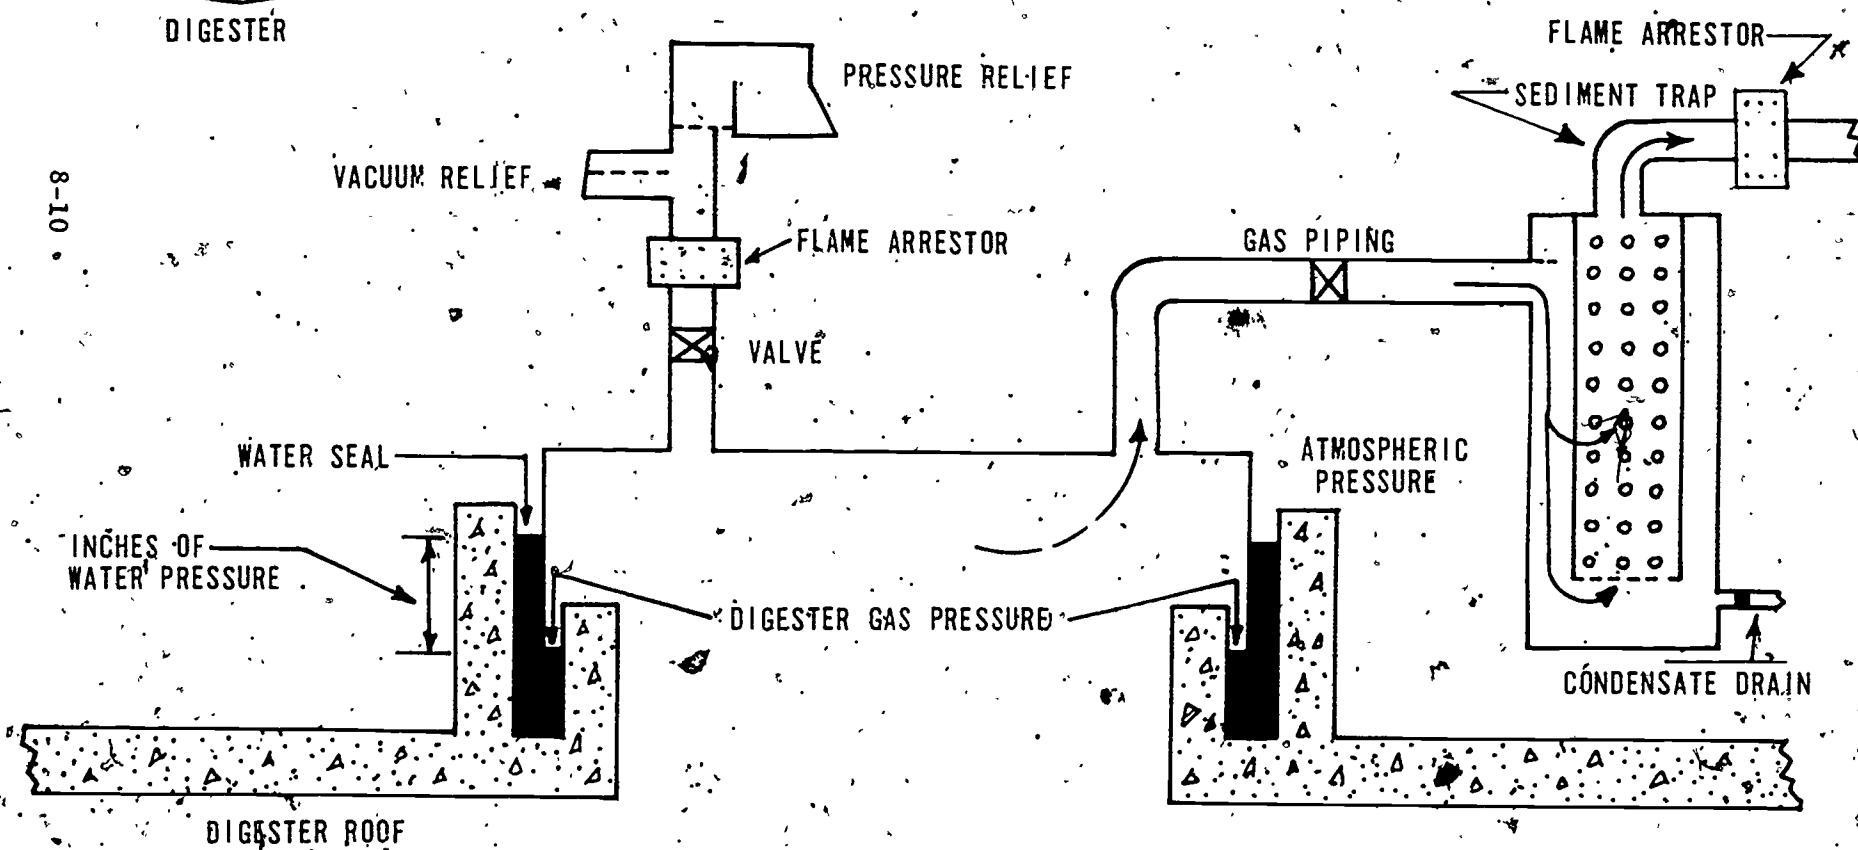 DIGESTER
FLAME ARRESTOR
PRESSURE RELIEF
SEDIMENT TRAP
VACUUM RELIEF
8-10
FLAME ARRESTOR
GAS PIPING
VALVE
WATER SEAL
ATMOSPHERIC
PRESSURE
INCHES OF
WATER PRESSURE
DIGESTER GAS PRESSURE
CONDENSATE DRAIN
DIGESTER ROOF